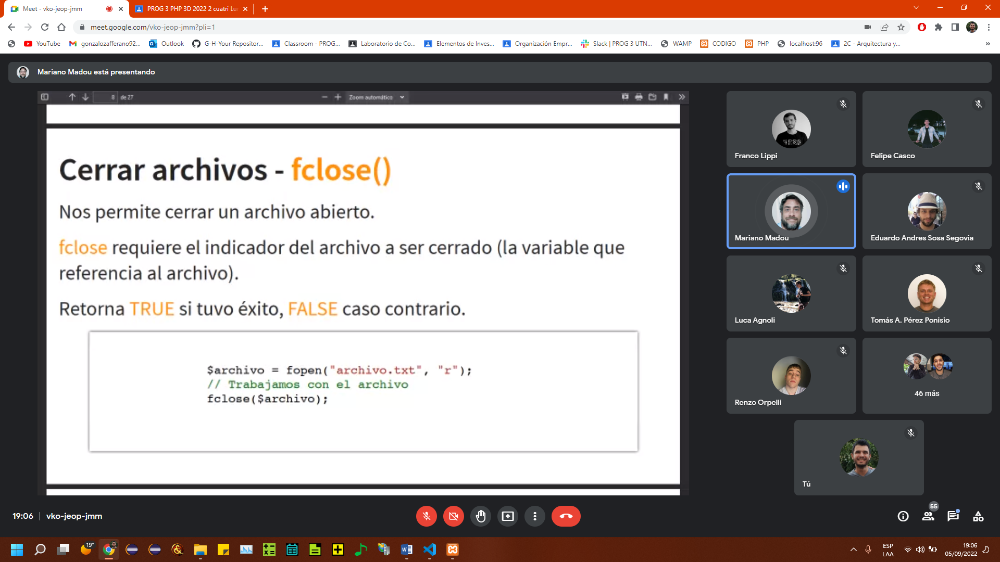 Meet - vko-jeop-jmm
PROG 3 PHP 3D 2022 2 cuatri Lu
meet.google.com/vko-jeop-jmm?pli=1
YouTube
gonzalozafferano92...
Outlook
G-H-Your Repositor...
Classroom - PROG...
Laboratorio de Co...
Elementos de Inves...
Organización Empr...
Slack | PROG 3 UTN...
WAMP
CODIGO
PHP
localhost:96
2C - Arquitectura y...
Mariano Madou está presentando
8 de 27
Zoom automático
Cerrar archivos - fclose()
Nos permite cerrar un archivo abierto.
fclose requiere el indicador del archivo a ser cerrado (la variable que
referencia al archivo).
Retorna TRUE si tuvo éxito, FALSE caso contrario.
$archivo = fopen("archivo.txt", "r");
// Trabajamos con el archivo
fclose($archivo);
Franco Lippi
Felipe Casco
Mariano Madou
Eduardo Andres Sosa Segovia
Luca Agnoli
Tomás A. Pérez Ponisio
Renzo Orpelli
46 más
Tú
19:06 | vko-jeop-jmm
55
19°
ESP
LAA
19:06
05/09/2022